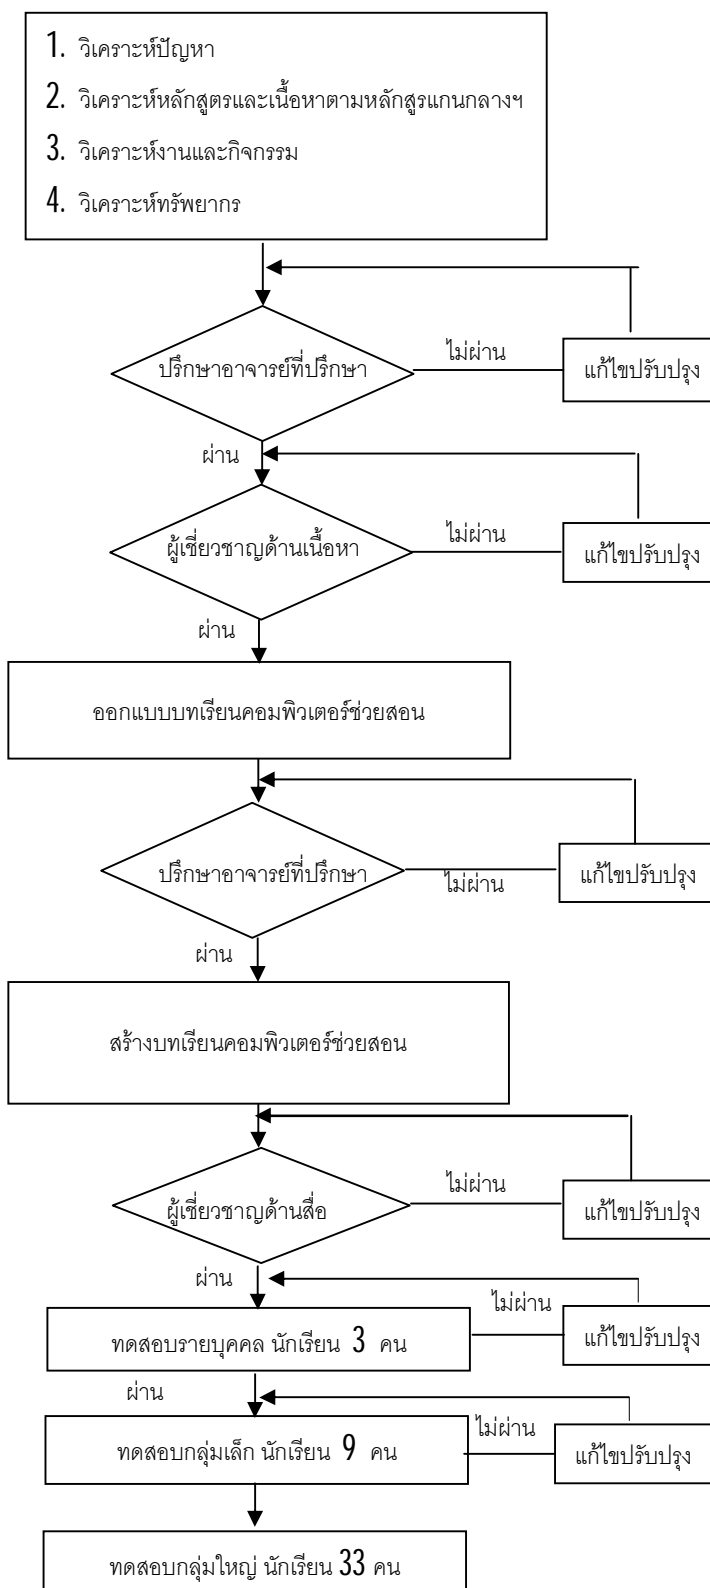 1. วิเคราะห์ปัญหา
2. วิเคราะห์หลักสูตรและเนื้อหาตามหลักสูรแกนกลางฯ
3. วิเคราะห์งานและกิจกรรม
4. วิเคราะห์ทรัพยากร
ไม่ผ่าน
ปรึกษาอาจารย์ที่ปรึกษา
แก้ไขปรับปรุง
ผ่าน
ไม่ผ่าน
ผู้เชี่ยวชาญด้านเนื้อหา
แก้ไขปรับปรุง
ผ่าน
ออกแบบบทเรียนคอมพิวเตอร์ช่วยสอน
ปรึกษาอาจารย์ที่ปรึกษา
ไม่ผ่าน
แก้ไขปรับปรุง
ผ่าน
สร้างบทเรียนคอมพิวเตอร์ช่วยสอน
ไม่ผ่าน
ผู้เชี่ยวชาญด้านสื่อ
แก้ไขปรับปรุง
ผ่าน
ไม่ผ่าน
ทดสอบรายบุคคล นักเรียน 3 คน
แก้ไขปรับปรุง
ผ่าน
ไม่ผ่าน
ทดสอบกลุ่มเล็ก นักเรียน 9 คน
แก้ไขปรับปรุง
ทดสอบกลุ่มใหญ่ นักเรียน 33 คน